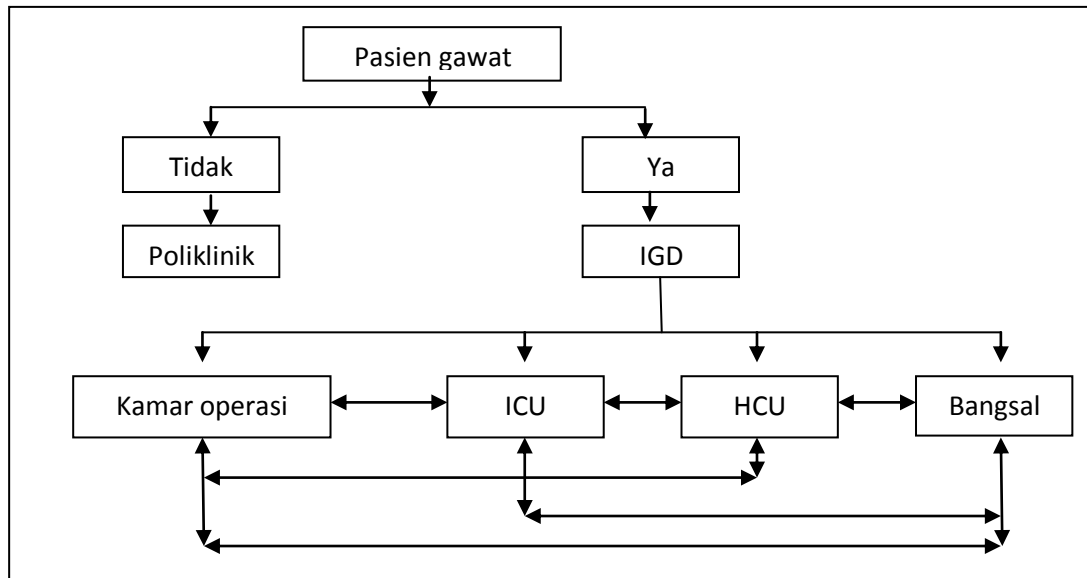 Pasien gawat
Tidak
Ya
Poliklinik
IGD
Kamar operasi
ICU
HCU
Bangsal